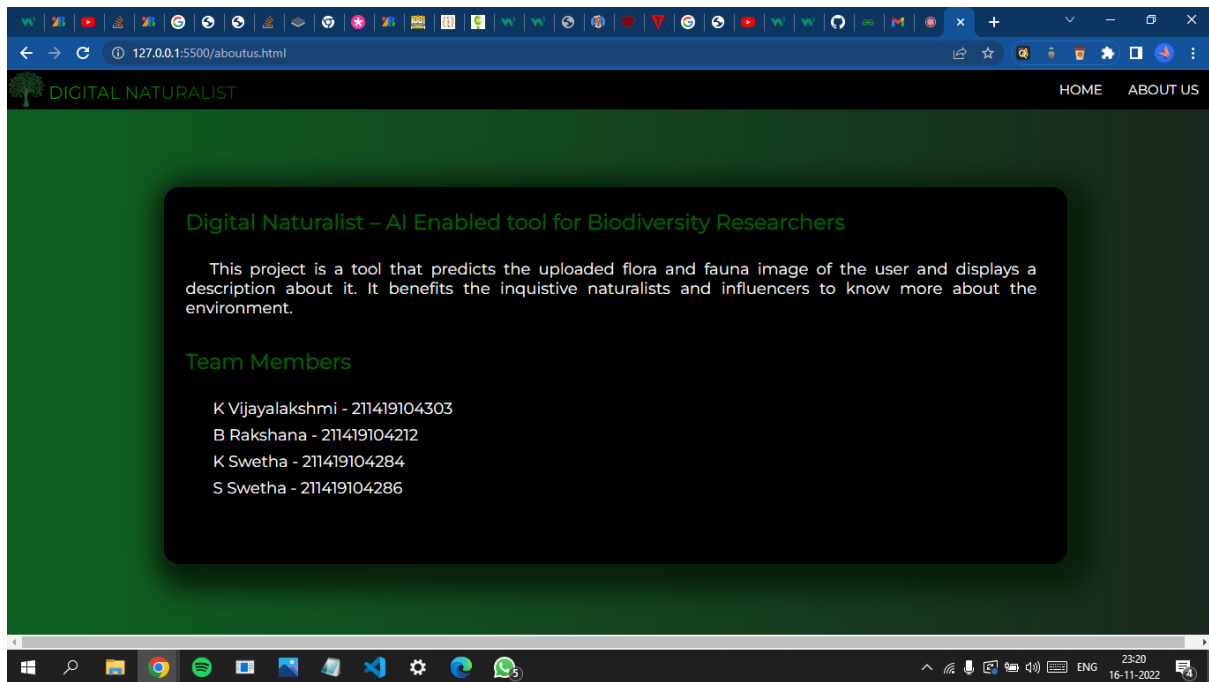 127.0.0.1:5500/aboutus.html
DIGITAL NATURALIST
HOME ABOUT US
Digital Naturalist – AI Enabled tool for Biodiversity Researchers
This project is a tool that predicts the uploaded flora and fauna image of the user and displays a
description about it. It benefits the inquistive naturalists and influencers to know more about the
environment.
Team Members
K Vijayalakshmi - 211419104303
B Rakshana - 211419104212
K Swetha - 211419104284
S Swetha - 211419104286
5
ENG
23:20
16-11-2022
4